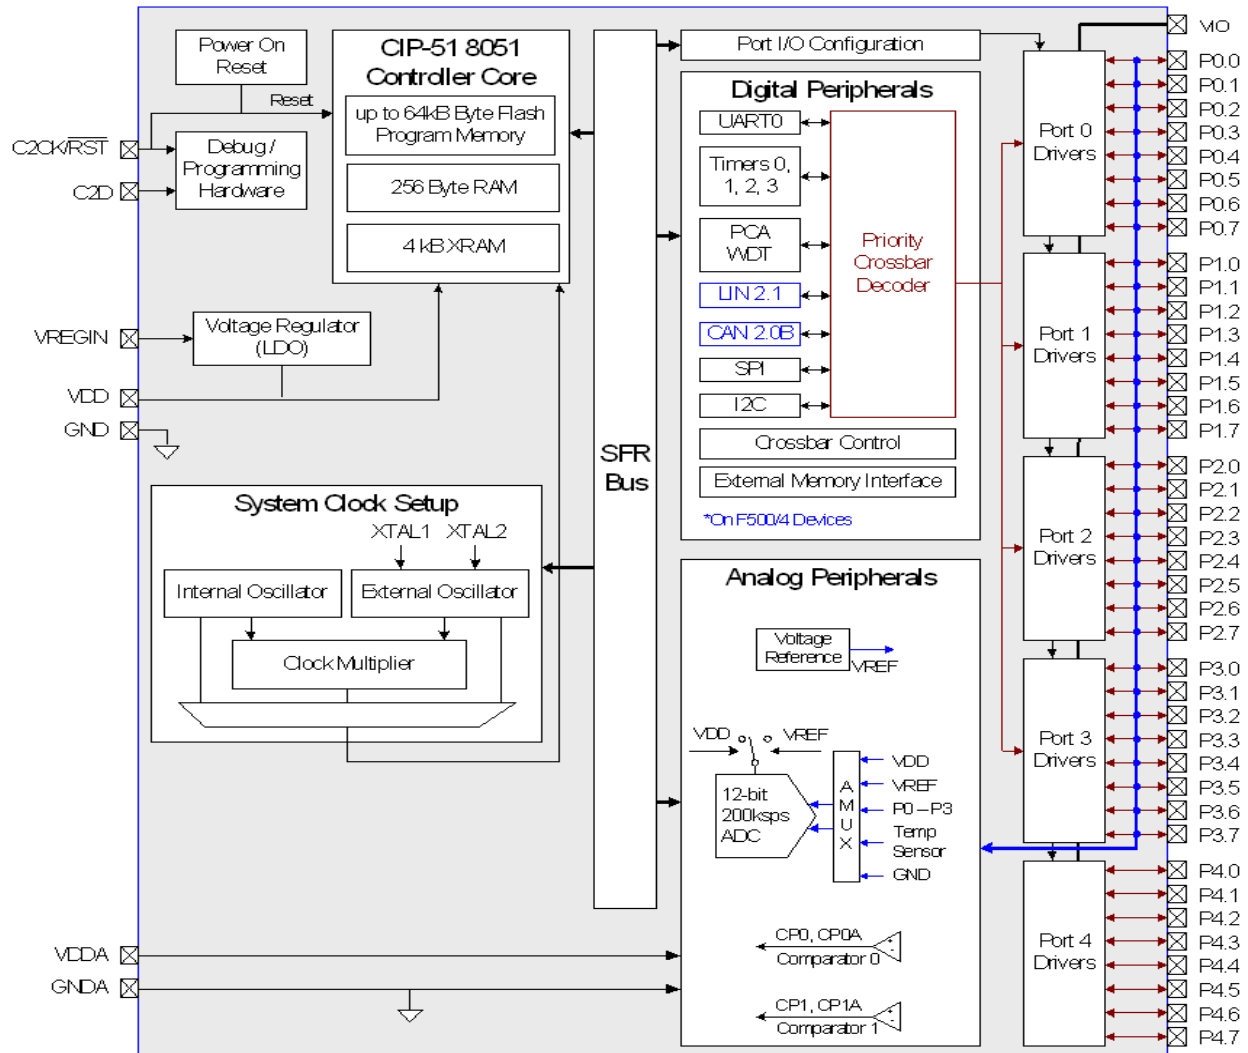 Power On
Reset
Reset
C2CK/RST
C2D
Debug /
Programming
Hardware
CIP-51 8051
Controller Core
up to 64kB Byte Flash
Program Memory
256 Byte RAM
4 kB XRAM
VREGIN
Voltage Regulator
(LDO)
VDD
GND
System Clock Setup
XTAL1
XTAL2
Internal Oscillator
External Oscillator
Clock Multiplier
VDDA
GNDA
SFR
Bus
Port I/O Configuration
Digital Peripherals
UART0
Timers 0,
1, 2, 3
PCA
WDT
LIN 2.1
CAN 2.0B
SPI
I2C
Priority
Crossbar
Decoder
Crossbar Control
External Memory Interface
*On F500/4 Devices
Analog Peripherals
Voltage
Reference
VREF
VDD
VREF
12-bit
200ksps
ADC
A
M
U
X
VDD
VREF
P0 – P3
Temp
Sensor
GND
CP0, CP0A
+
-
Comparator 0
CP1, CP1A
+
-
Comparator 1
Port 0
Drivers
Port 1
Drivers
Port 2
Drivers
Port 3
Drivers
Port 4
Drivers
VIO
P0.0
P0.1
P0.2
P0.3
P0.4
P0.5
P0.6
P0.7
P1.0
P1.1
P1.2
P1.3
P1.4
P1.5
P1.6
P1.7
P2.0
P2.1
P2.2
P2.3
P2.4
P2.5
P2.6
P2.7
P3.0
P3.1
P3.2
P3.3
P3.4
P3.5
P3.6
P3.7
P4.0
P4.1
P4.2
P4.3
P4.4
P4.5
P4.6
P4.7